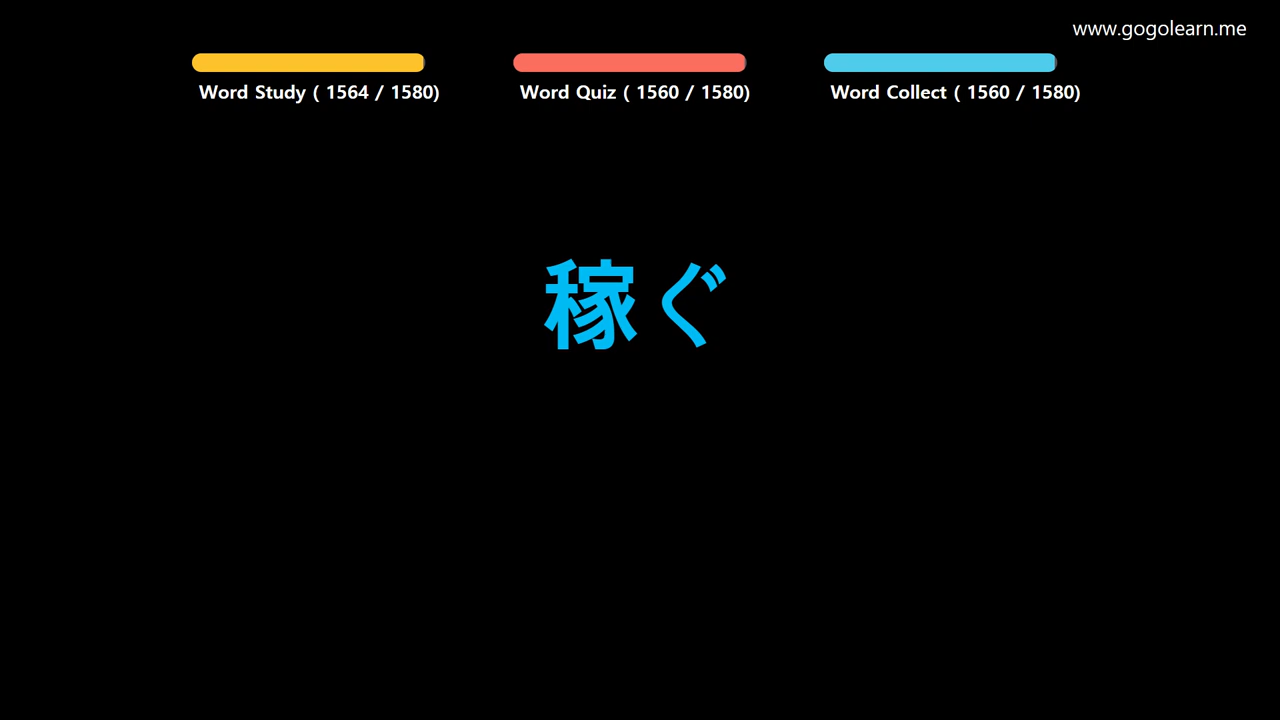 www.gogolearn.me
Word Study ( 1564 / 1580)
Word Quiz ( 1560 / 1580)
Word Collect ( 1560 / 1580)
稼ぐ